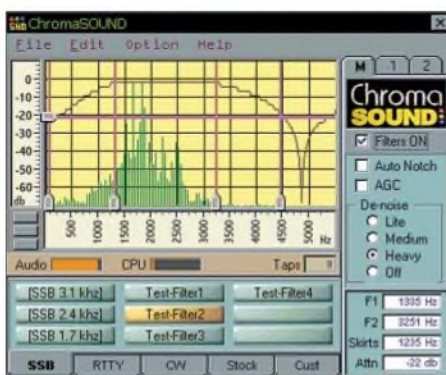 ChromaSOUND
File Edit Option Help
M 1 2
Chroma
SOUND
Filters ON
Auto Notch
AGC
De-noise
Lite
Medium
Heavy
Off
0
-10
-20
-30
-40
-50
-60
db
500 1000 1500 2000 2500 3000 3500 4000 4500 5000 Hz
Audio CPU Taps
[SSB 3.1 khz] Test-Filter1 Test-Filter4
[SSB 2.4 khz] Test-Filter2
[SSB 1.7 khz] Test-Filter3
F1 1335 Hz
F2 3251 Hz
Skirts 1235 Hz
Attn -22 db
SSB RTTY CW Stock Cust